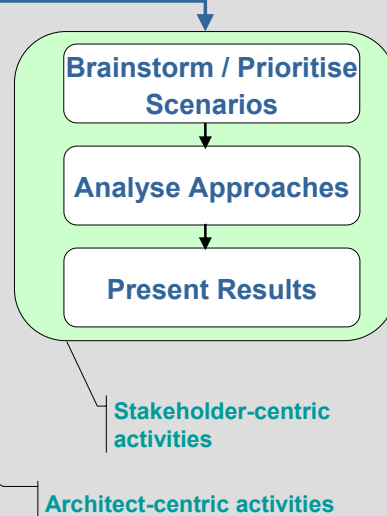 Brainstorm / Prioritise
Scenarios
Analyse Approaches
Present Results
Stakeholder-centric
activities
Architect-centric activities